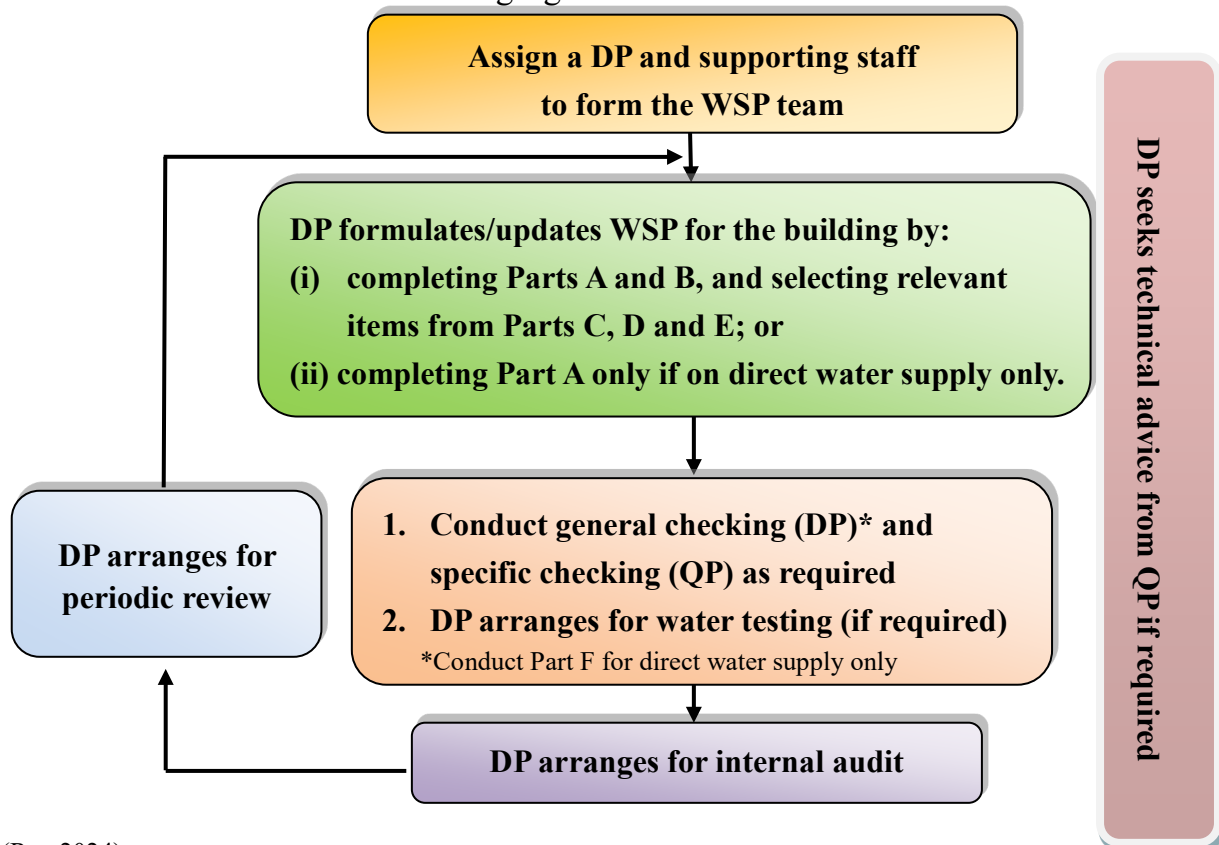 Assign a DP and supporting staff
to form the WSP team
DP formulates/updates WSP for the building by:
(i) completing Parts A and B, and selecting relevant
items from Parts C, D and E; or
(ii) completing Part A only if on direct water supply only.
1. Conduct general checking (DP)* and
specific checking (QP) as required
2. DP arranges for water testing (if required)
*Conduct Part F for direct water supply only
DP arranges for
periodic review
DP arranges for internal audit
DP seeks technical advice from QP if required